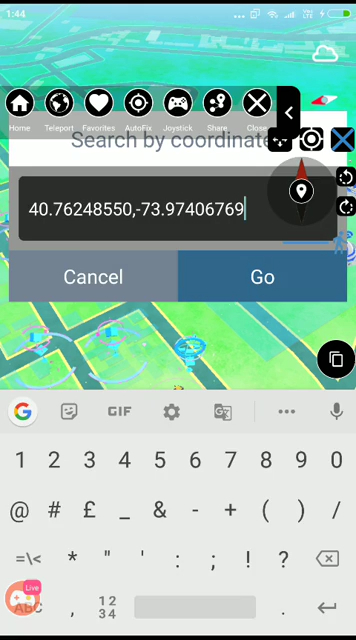 1:44
Home Teleport Favorites AutoFix Joystick Share Close
Search by coordinate
40.76248550,-73.97406769
Cancel Go
G GIF G ...
1 2 3 4 5 6 7 8 9 0
@ # £ _ & - + ( ) /
=\< * " ' : ; ! ?
Live
ABC , 12 .
34